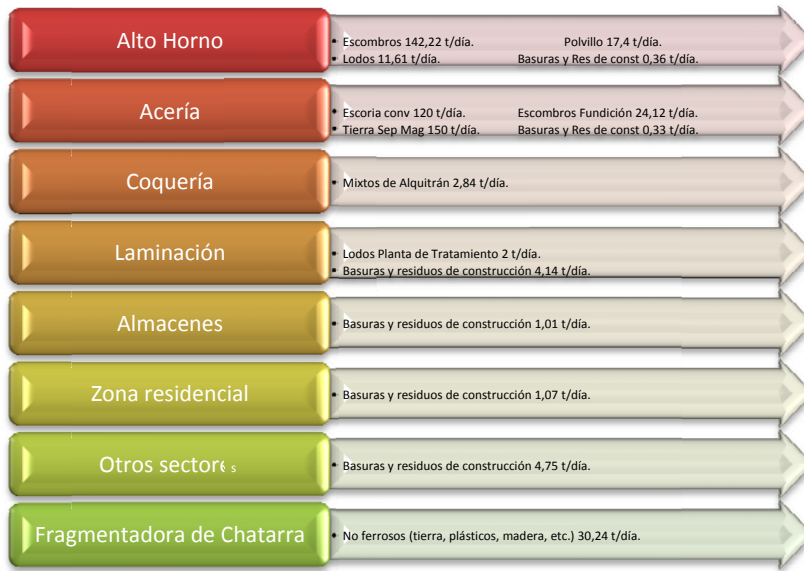 Alto Horno
• Escombros 142,22 t/día. Polvillo 17,4 t/día.
• Lodos 11,61 t/día. Basuras y Res de const 0,36 t/día.
Acería
• Escoria conv 120 t/día. Escombros Fundición 24,12 t/día.
• Tierra Sep Mag 150 t/día. Basuras y Res de const 0,33 t/día.
Coquería
• Mixtos de Alquitrán 2,84 t/día.
Laminación
• Lodos Planta de Tratamiento 2 t/día.
• Basuras y residuos de construcción 4,14 t/día.
Almacenes
• Basuras y residuos de construcción 1,01 t/día.
Zona residencial
• Basuras y residuos de construcción 1,07 t/día.
Otros sectores
• Basuras y residuos de construcción 4,75 t/día.
Fragmentadora de Chatarra
• No ferrosos (tierra, plásticos, madera, etc.) 30,24 t/día.